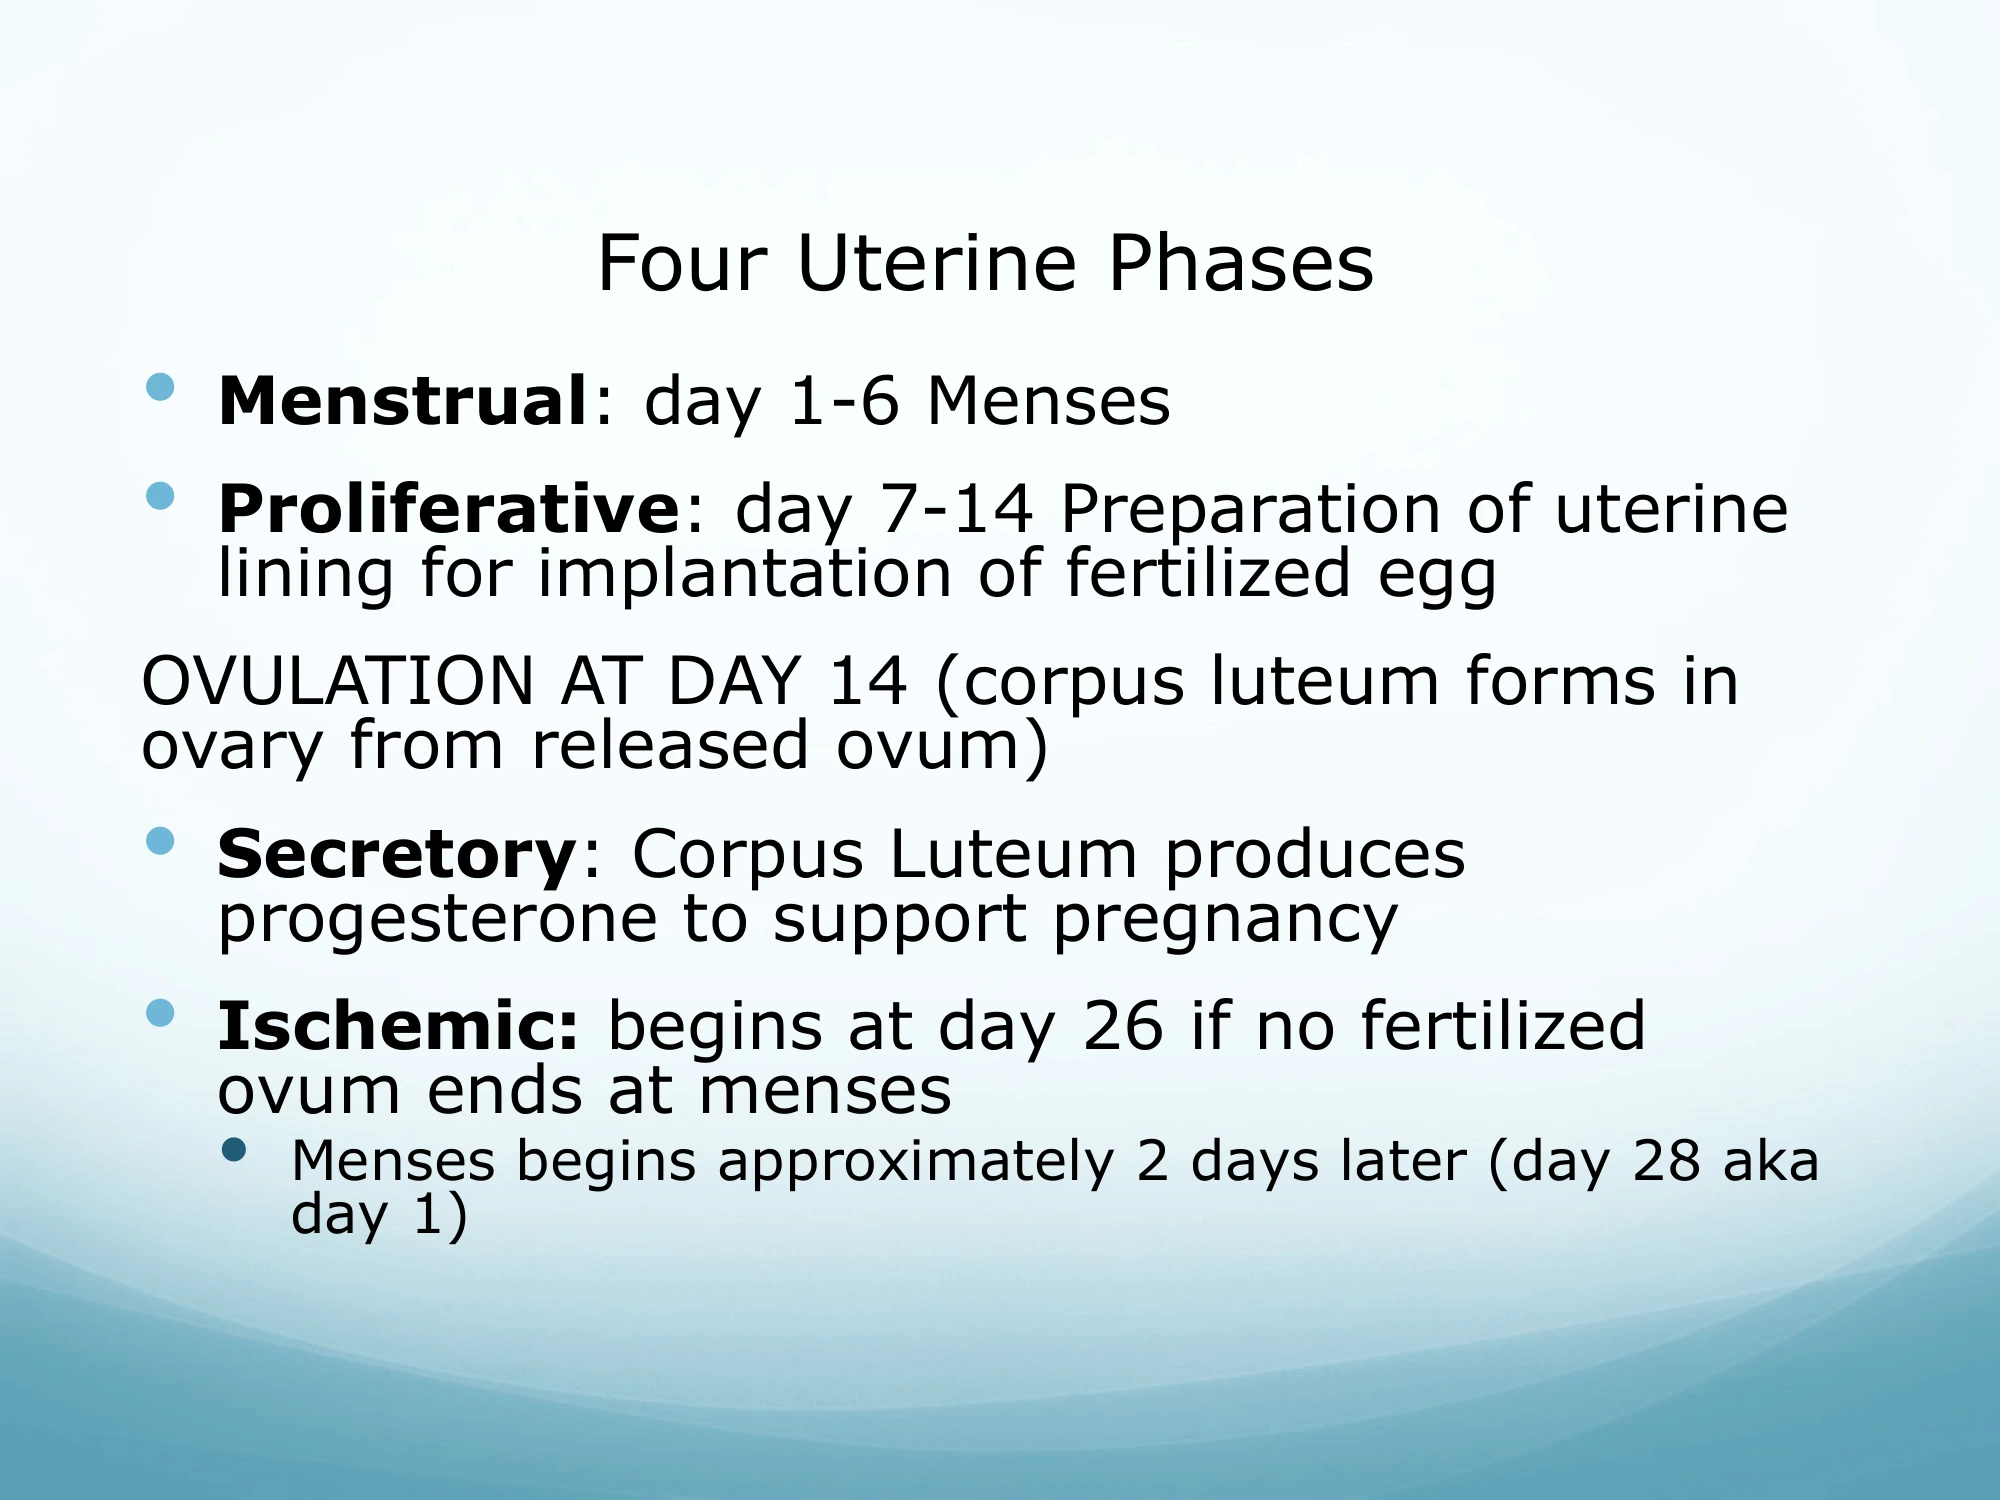 Four Uterine Phases
• Menstrual: day 1-6 Menses
• Proliferative: day 7-14 Preparation of uterine
lining for implantation of fertilized egg
OVULATION AT DAY 14 (corpus luteum forms in
ovary from released ovum)
• Secretory: Corpus Luteum produces
progesterone to support pregnancy
• Ischemic: begins at day 26 if no fertilized
ovum ends at menses
• Menses begins approximately 2 days later (day 28 aka
day 1)